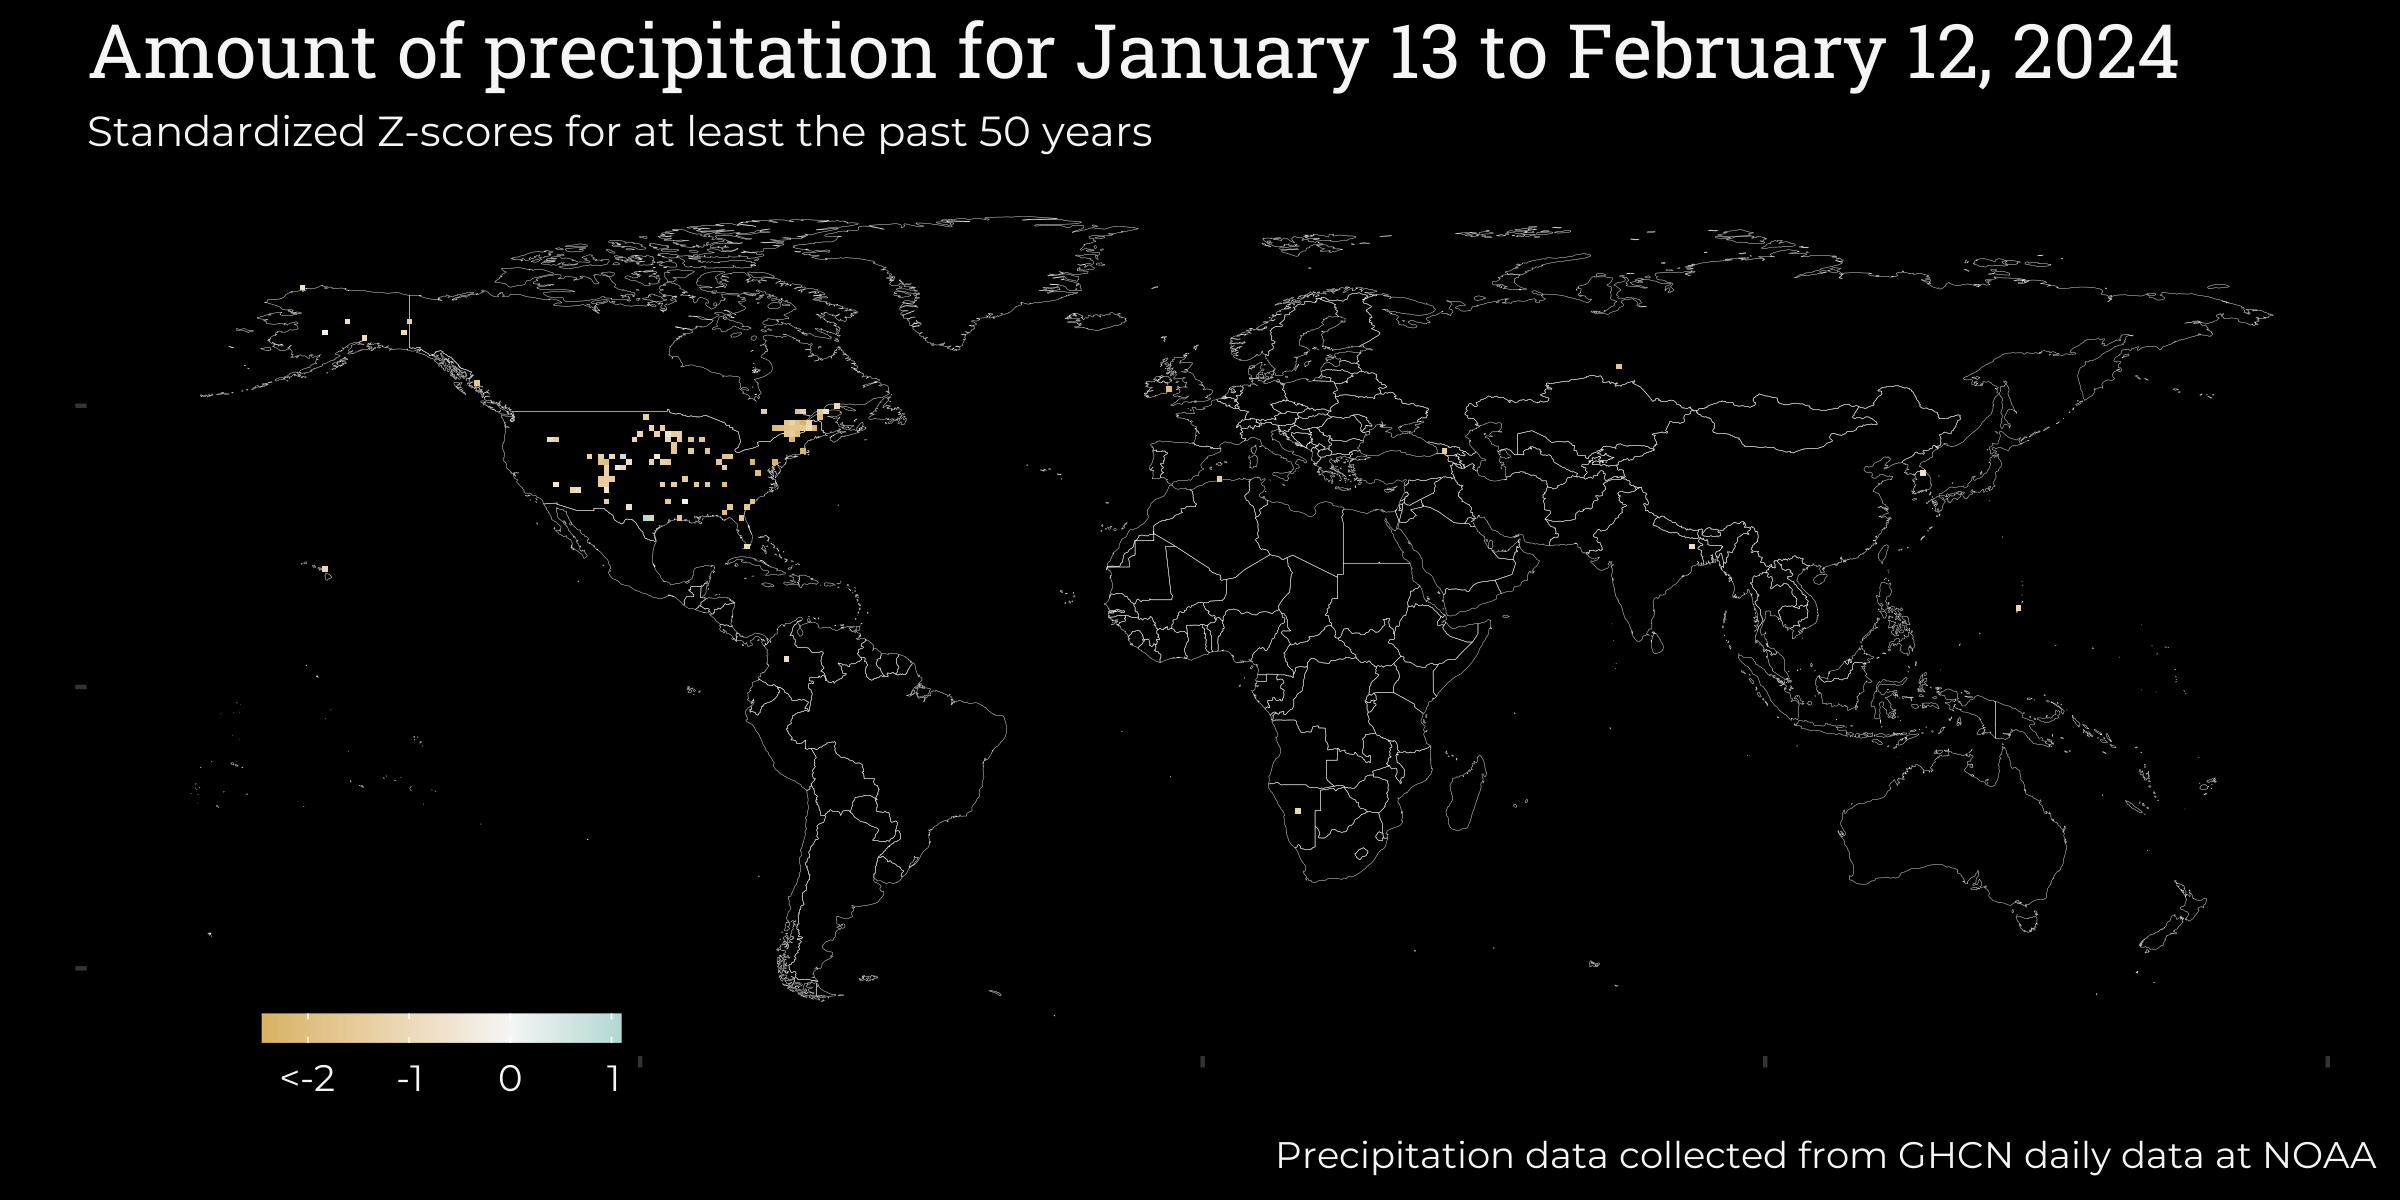 Amount of precipitation for January 13 to February 12, 2024
Standardized Z-scores for at least the past 50 years
<-2 -1 0 1
Precipitation data collected from GHCN daily data at NOAA